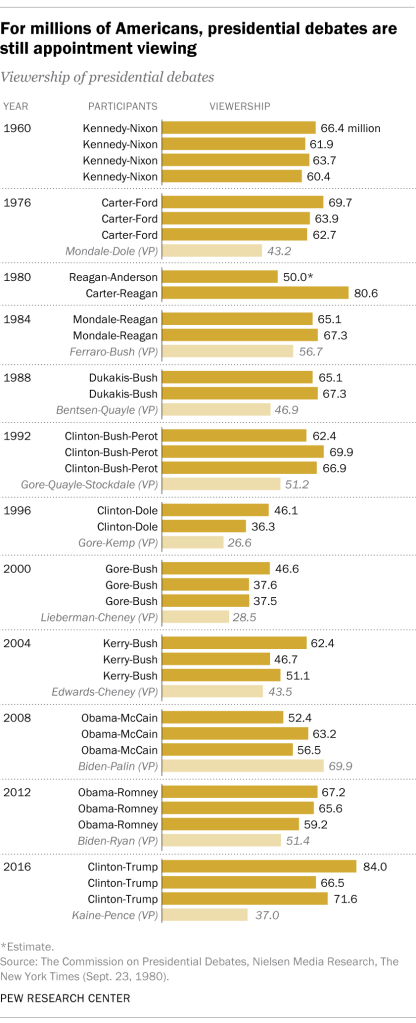 For millions of Americans, presidential debates are
still appointment viewing
Viewership of presidential debates
YEAR PARTICIPANTS VIEWERSHIP
1960 Kennedy-Nixon 66.4 million
Kennedy-Nixon 61.9
Kennedy-Nixon 63.7
Kennedy-Nixon 60.4
1976 Carter-Ford 69.7
Carter-Ford 63.9
Carter-Ford 62.7
Mondale-Dole (VP) 43.2
1980 Reagan-Anderson 50.0*
Carter-Reagan 80.6
1984 Mondale-Reagan 65.1
Mondale-Reagan 67.3
Ferraro-Bush (VP) 56.7
1988 Dukakis-Bush 65.1
Dukakis-Bush 67.3
Bentsen-Quayle (VP) 46.9
1992 Clinton-Bush-Perot 62.4
Clinton-Bush-Perot 69.9
Clinton-Bush-Perot 66.9
Gore-Quayle-Stockdale (VP) 51.2
1996 Clinton-Dole 46.1
Clinton-Dole 36.3
Gore-Kemp (VP) 26.6
2000 Gore-Bush 46.6
Gore-Bush 37.6
Gore-Bush 37.5
Lieberman-Cheney (VP) 28.5
2004 Kerry-Bush 62.4
Kerry-Bush 46.7
Kerry-Bush 51.1
Edwards-Cheney (VP) 43.5
2008 Obama-McCain 52.4
Obama-McCain 63.2
Obama-McCain 56.5
Biden-Palin (VP) 69.9
2012 Obama-Romney 67.2
Obama-Romney 65.6
Obama-Romney 59.2
Biden-Ryan (VP) 51.4
2016 Clinton-Trump 84.0
Clinton-Trump 66.5
Clinton-Trump 71.6
Kaine-Pence (VP) 37.0
*Estimate.
Source: The Commission on Presidential Debates, Nielsen Media Research, The
New York Times (Sept. 23, 1980).
PEW RESEARCH CENTER